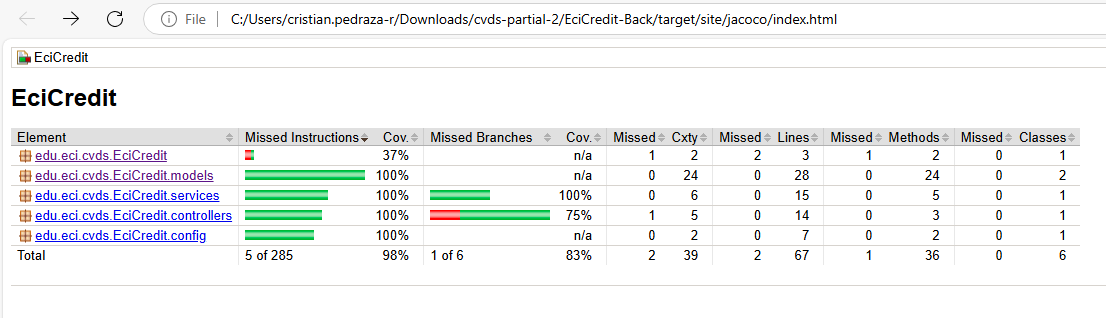 File C:/Users/cristian.pedraza-r/Downloads/cvds-partial-2/EciCredit-Back/target/site/jacoco/index.html
EciCredit
EciCredit
Element Missed Instructions Cov. Missed Branches Cov. Missed Cxty Missed Lines Missed Methods Missed Classes
edu.eci.cvds.EciCredit 37% n/a 1 2 2 3 1 2 0 1
edu.eci.cvds.EciCredit.models 100% n/a 0 24 0 28 0 24 0 2
edu.eci.cvds.EciCredit.services 100% 100% 0 6 0 15 0 5 0 1
edu.eci.cvds.EciCredit.controllers 100% 75% 1 5 0 14 0 3 0 1
edu.eci.cvds.EciCredit.config 100% n/a 0 2 0 7 0 2 0 1
Total 5 of 285 98% 1 of 6 83% 2 39 2 67 1 36 0 6